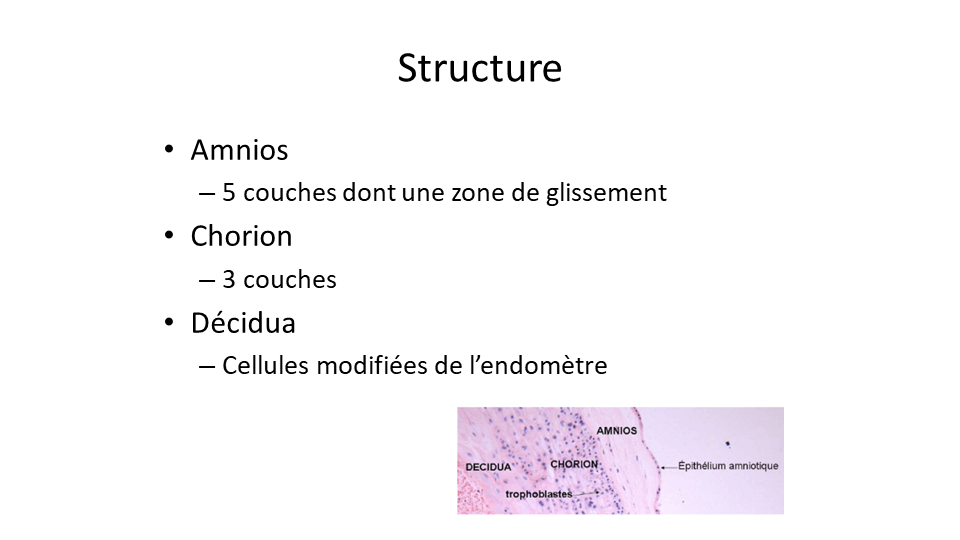 Structure
• Amnios
– 5 couches dont une zone de glissement
• Chorion
– 3 couches
• Décidua
– Cellules modifiées de l’endomètre
AMNIOS
DECIDUA
CHORION
Épithélium amniotique
trophoblastes